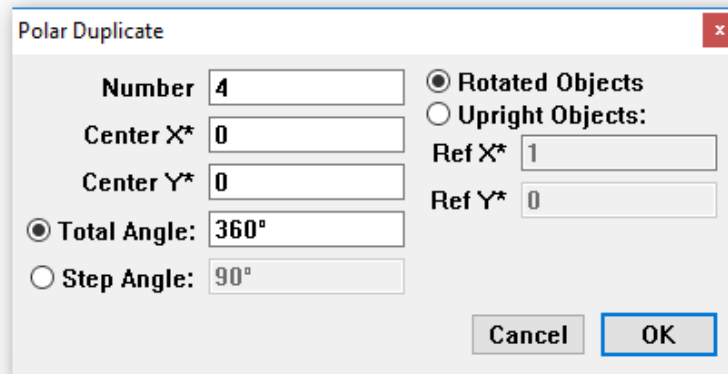 Polar Duplicate
x
Number 4
Center X* 0
Center Y* 0
Total Angle: 360°
Step Angle: 90°
Rotated Objects
Upright Objects:
Ref X* 1
Ref Y* 0
Cancel
OK